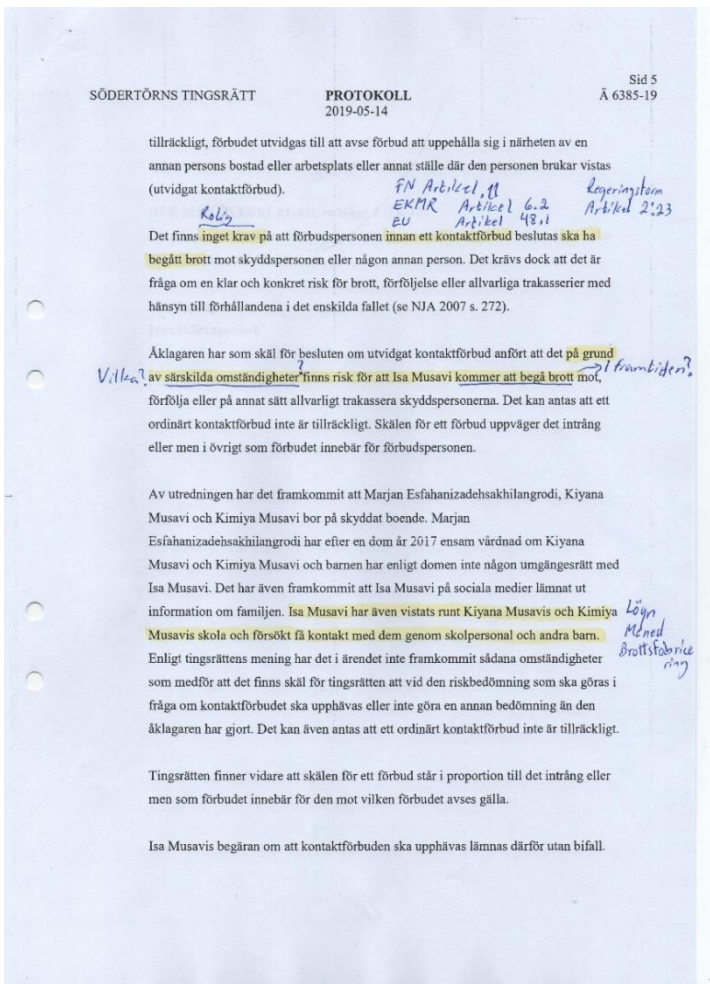 Sid 5
SÖDERTÖRNS TINGSRÄTT PROTOKOLL Ä 6385-19
2019-05-14
tillräckligt, förbudet utvidgas till att avse förbud att uppehålla sig i närheten av en
annan persons bostad eller arbetsplats eller annat ställe där den personen brukar vistas
(utvidgat kontaktförbud).
FN Artikel 11 Regeringsform
EKMR Artikel 6.2 Artikel 2:23
EU Artikel 48.1
Rolig
Det finns inget krav på att förbudspersonen innan ett kontaktförbud beslutas ska ha
begått brott mot skyddspersonen eller någon annan person. Det krävs dock att det är
fråga om en klar och konkret risk för brott, förföljelse eller allvarliga trakasserier med
hänsyn till förhållandena i det enskilda fallet (se NJA 2007 s. 272).
Åklagaren har som skäl för besluten om utvidgat kontaktförbud anfört att det på grund
Vilka? ? i framtiden?
av särskilda omständigheter finns risk för att Isa Musavi kommer att begå brott mot,
förfölja eller på annat sätt allvarligt trakassera skyddspersonerna. Det kan antas att ett
ordinärt kontaktförbud inte är tillräckligt. Skälen för ett förbud uppväger det intrång
eller men i övrigt som förbudet innebär för förbudspersonen.
Av utredningen har det framkommit att Marjan Esfahanizadehsakhilangrodi, Kiyana
Musavi och Kimiya Musavi bor på skyddat boende. Marjan
Esfahanizadehsakhilangrodi har efter en dom år 2017 ensam vårdnad om Kiyana
Musavi och Kimiya Musavi och barnen har enligt domen inte någon umgängesrätt med
Isa Musavi. Det har även framkommit att Isa Musavi på sociala medier lämnat ut
information om familjen. Isa Musavi har även vistats runt Kiyana Musavis och Kimiya
Musavis skola och försökt få kontakt med dem genom skolpersonal och andra barn.
Lögn
Mened
Brottsfabrice
ring
Enligt tingsrättens mening har det i ärendet inte framkommit sådana omständigheter
som medför att det finns skäl för tingsrätten att vid den riskbedömning som ska göras i
fråga om kontaktförbudet ska upphävas eller inte göra en annan bedömning än den
åklagaren har gjort. Det kan även antas att ett ordinärt kontaktförbud inte är tillräckligt.
Tingsrätten finner vidare att skälen för ett förbud står i proportion till det intrång eller
men som förbudet innebär för den mot vilken förbudet avses gälla.
Isa Musavis begäran om att kontaktförbuden ska upphävas lämnas därför utan bifall.